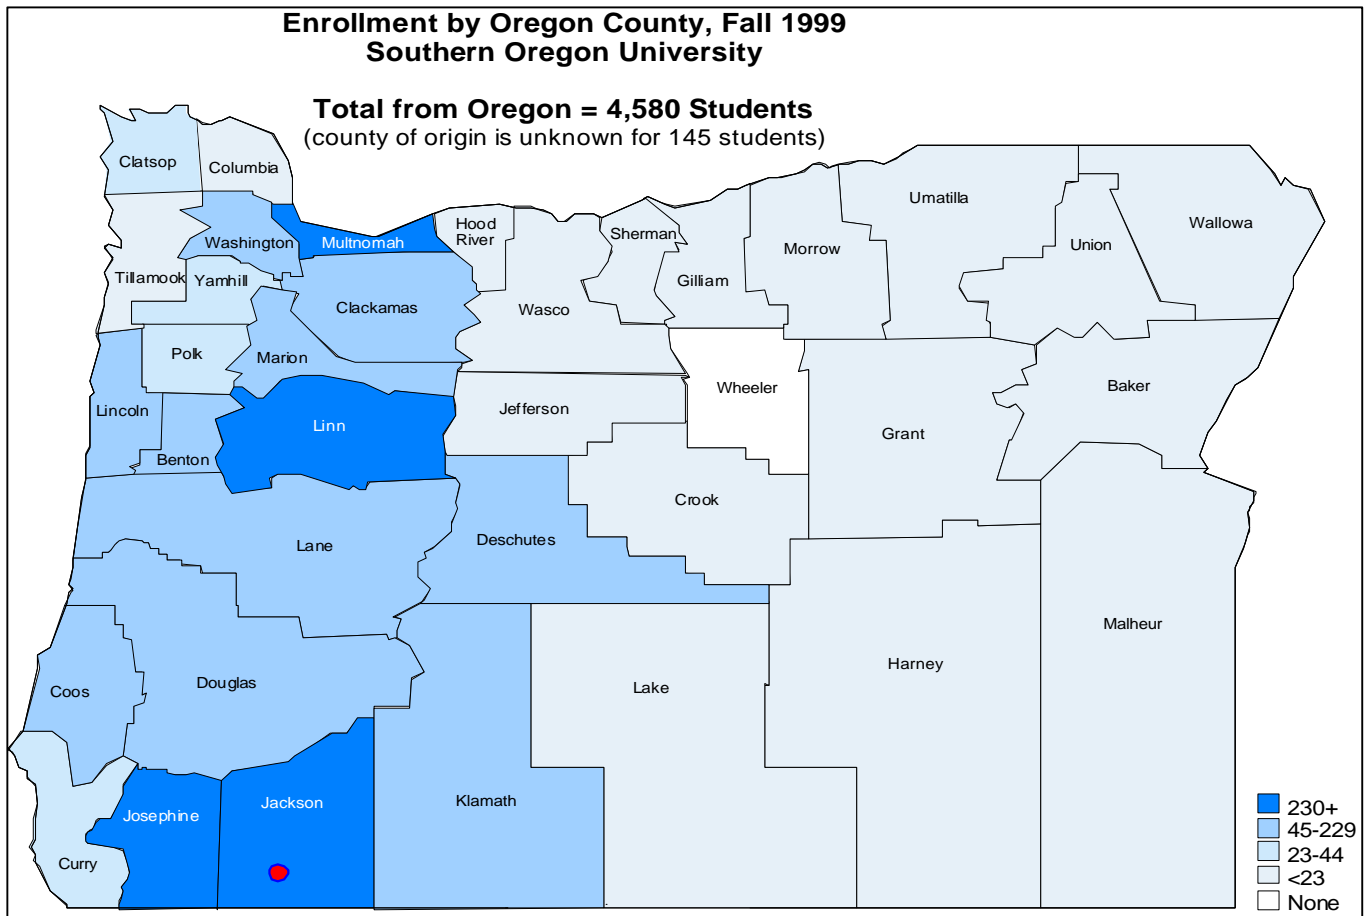 Enrollment by Oregon County, Fall 1999
Southern Oregon University
Total from Oregon = 4,580 Students
(county of origin is unknown for 145 students)
Clatsop
Columbia
Washington
Multnomah
Hood
River
Sherman
Gilliam
Morrow
Umatilla
Union
Wallowa
Tillamook
Yamhill
Clackamas
Wasco
Polk
Marion
Wheeler
Baker
Lincoln
Benton
Linn
Jefferson
Grant
Crook
Lane
Deschutes
Malheur
Coos
Douglas
Lake
Harney
Josephine
Jackson
Klamath
Curry
230+
45-229
23-44
<23
None